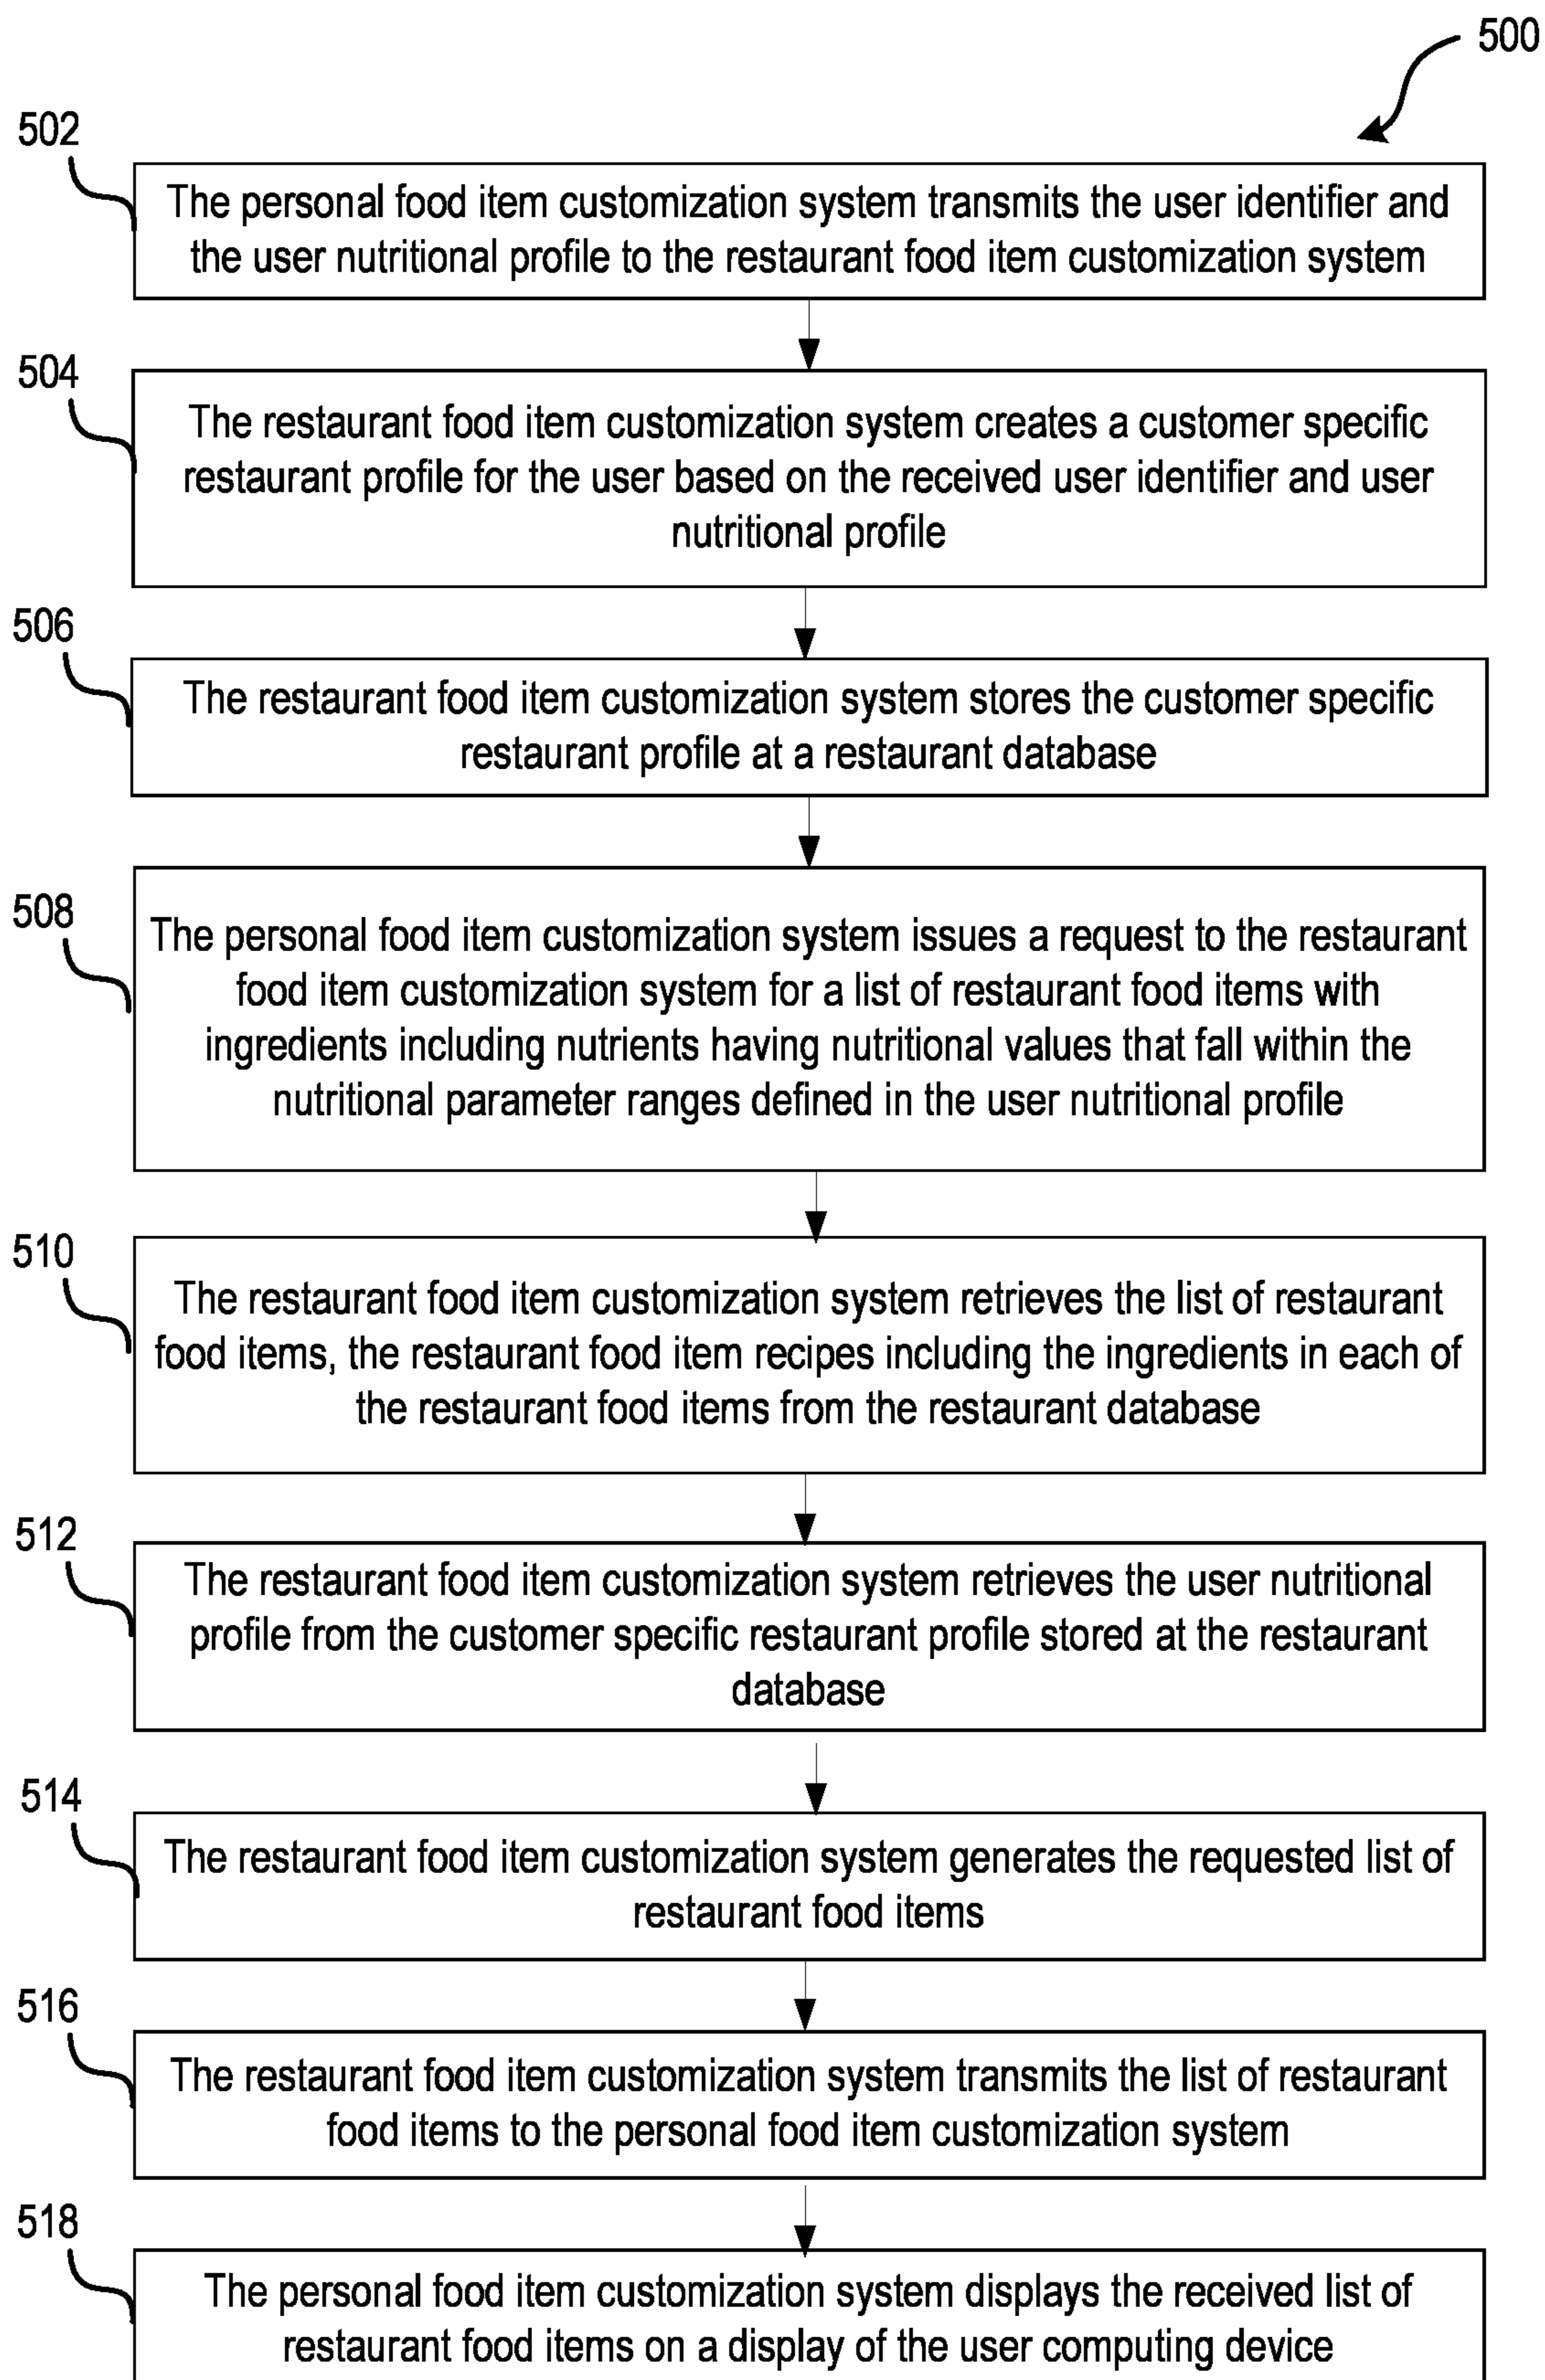 500
502
The personal food item customization system transmits the user identifier and
the user nutritional profile to the restaurant food item customization system
504
The restaurant food item customization system creates a customer specific
restaurant profile for the user based on the received user identifier and user
nutritional profile
506
The restaurant food item customization system stores the customer specific
restaurant profile at a restaurant database
508
The personal food item customization system issues a request to the restaurant
food item customization system for a list of restaurant food items with
ingredients including nutrients having nutritional values that fall within the
nutritional parameter ranges defined in the user nutritional profile
510
The restaurant food item customization system retrieves the list of restaurant
food items, the restaurant food item recipes including the ingredients in each of
the restaurant food items from the restaurant database
512
The restaurant food item customization system retrieves the user nutritional
profile from the customer specific restaurant profile stored at the restaurant
database
514
The restaurant food item customization system generates the requested list of
restaurant food items
516
The restaurant food item customization system transmits the list of restaurant
food items to the personal food item customization system
518
The personal food item customization system displays the received list of
restaurant food items on a display of the user computing device